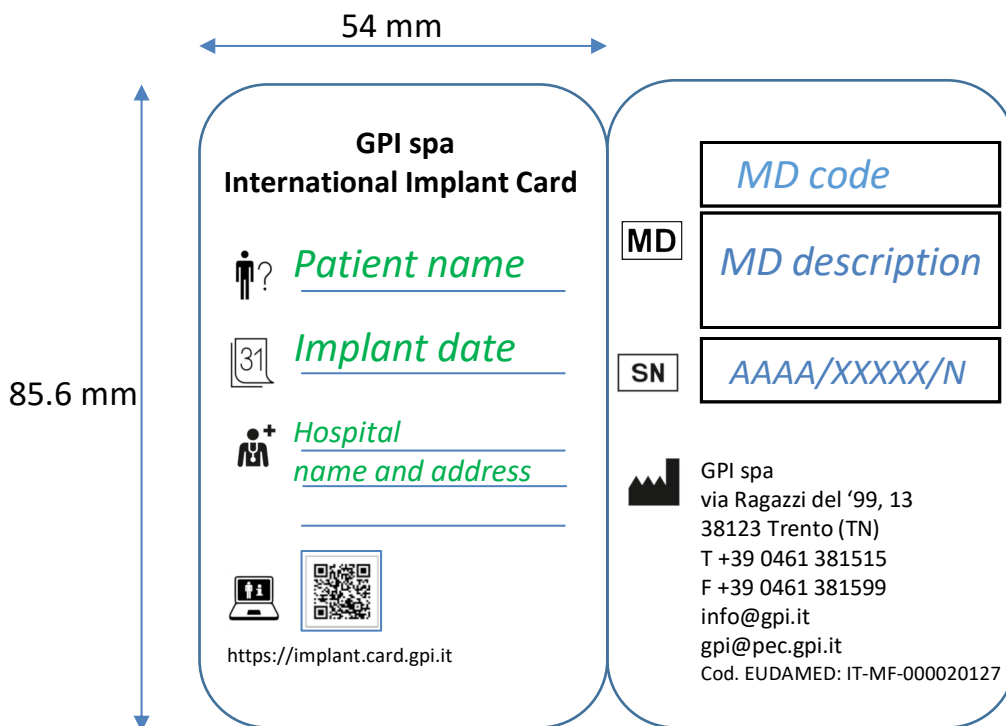 54 mm
85.6 mm
GPI spa
International Implant Card
? Patient name
31 Implant date
Hospital
name and address
https://implant.card.gpi.it
MD code
MD
MD description
SN
AAAA/XXXXX/N
GPI spa
via Ragazzi del ‘99, 13
38123 Trento (TN)
T +39 0461 381515
F +39 0461 381599
info@gpi.it
gpi@pec.gpi.it
Cod. EUDAMED: IT-MF-000020127